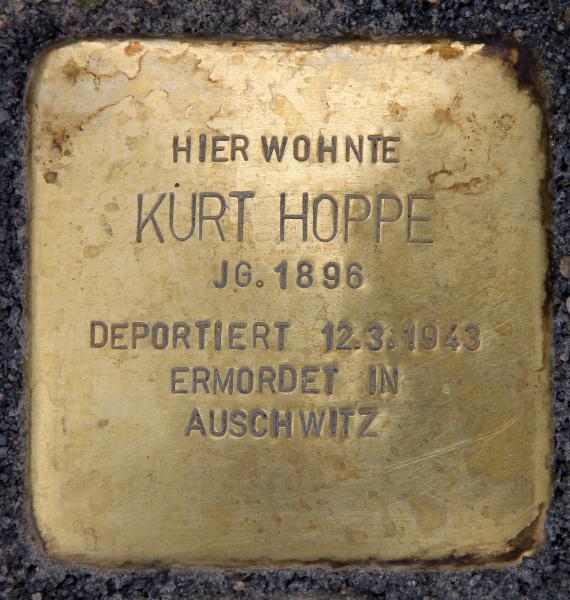 HIER WOHNTE
KURT HOPPE
JG. 1896
DEPORTIERT 12.3.1943
ERMORDET IN
AUSCHWITZ